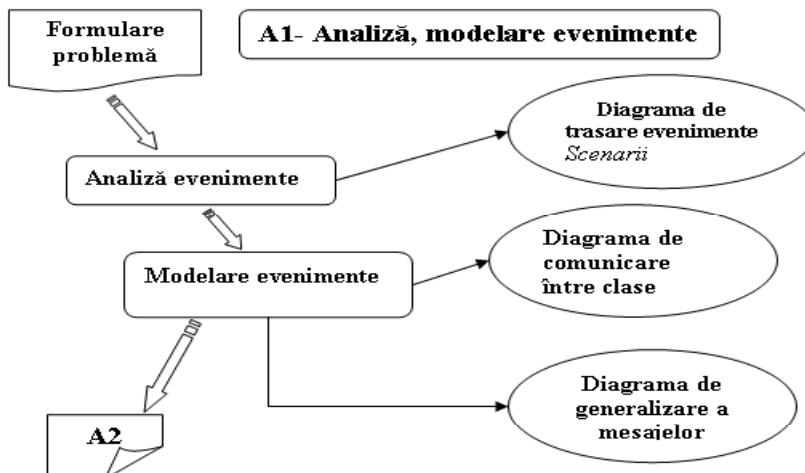 Formulare
problemă
A1- Analiză, modelare evenimente
Diagrama de
trasare evenimente
Scenarii
Analiză evenimente
Diagrama de
comunicare
între clase
Modelare evenimente
Diagrama de
generalizare a
mesajelor
A2